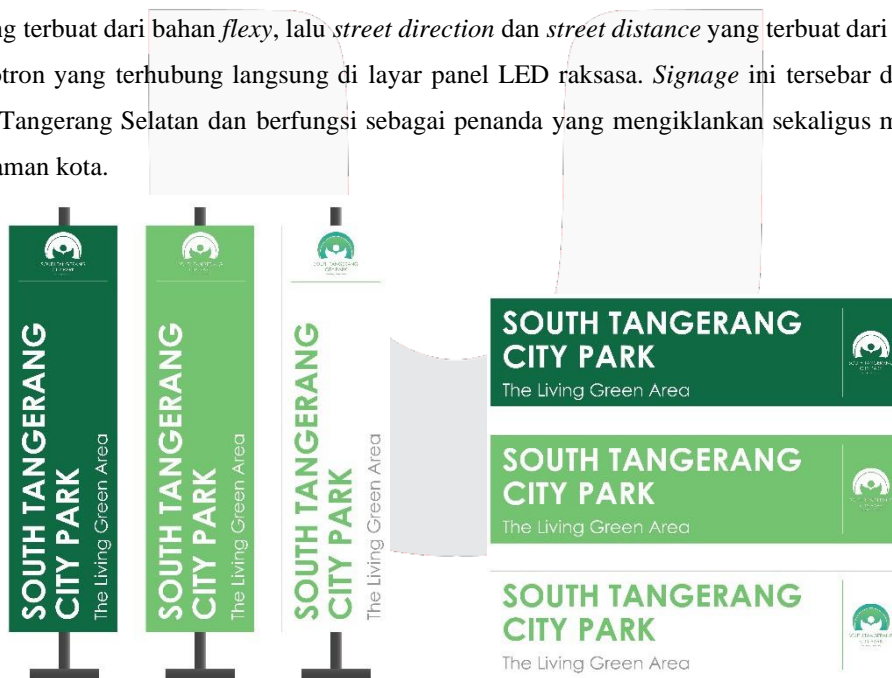 ng terbuat dari bahan flexy, lalu street direction dan street distance yang terbuat dari
otron yang terhubung langsung di layar panel LED raksasa. Signage ini tersebar d
Tangerang Selatan dan berfungsi sebagai penanda yang mengiklankan sekaligus m
aman kota.
SOUTH TANGERANG
CITY PARK
The Living Green Area
SOUTH TANGERANG
CITY PARK
The Living Green Area
SOUTH TANGERANG
CITY PARK
The Living Green Area
SOUTH TANGERANG
CITY PARK
The Living Green Area
SOUTH TANGERANG
CITY PARK
The Living Green Area
SOUTH TANGERANG
CITY PARK
The Living Green Area